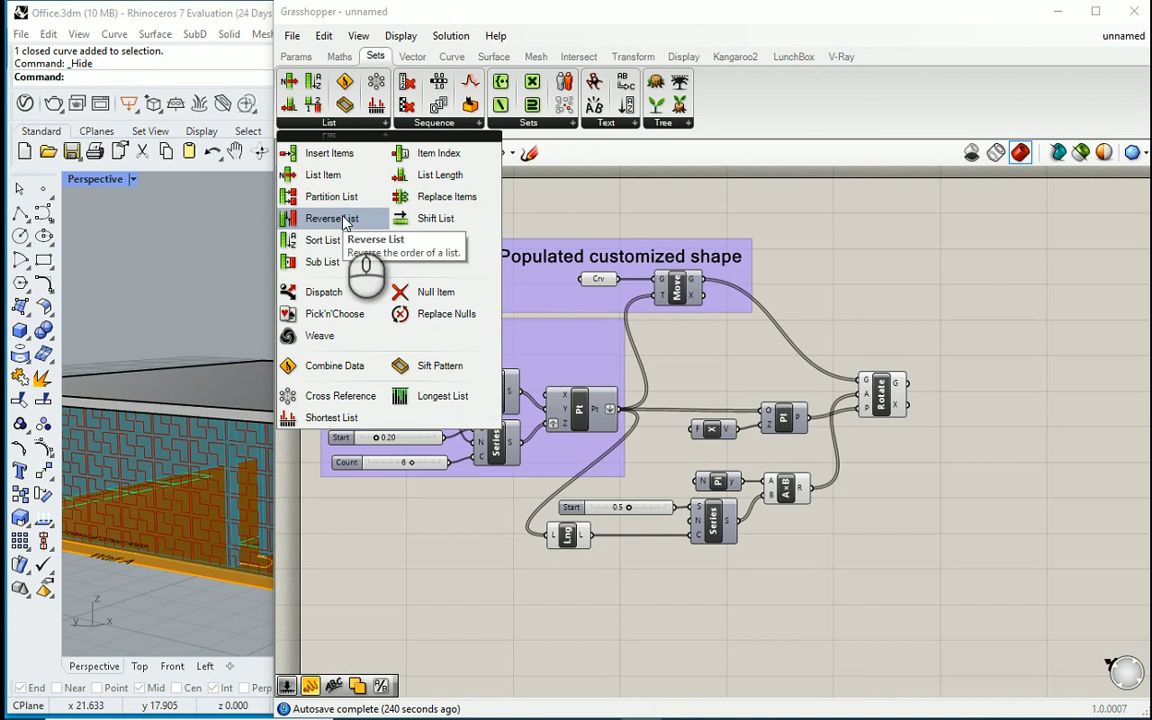 Office.3dm (10 MB) - Rhinoceros 7 Evaluation (24 Days
File Edit View Curve Surface SubD Solid Mesh
1 closed curve added to selection.
Command: _Hide
Command:
Standard CPlanes Set View Display Select
Perspective
Perspective Top Front Left
End Near Point Mid Cen Int Perp
CPlane x 21.633 y 17.905 z 0.000
Grasshopper - unnamed
File Edit View Display Solution Help
unnamed
Params Maths Sets Vector Curve Surface Mesh Intersect Transform Display Kangaroo2 LunchBox V-Ray
List Sequence Sets Text Tree
Insert Items Item Index
List Item List Length
Partition List Replace Items
Reverse List Shift List
Reverse List
Reverse the order of a list.
Sort List
Sub List
Dispatch Null Item
Pick'n'Choose Replace Nulls
Weave
Combine Data Sift Pattern
Cross Reference Longest List
Shortest List
Populated customized shape
Crv
G T Move G X
X Y Z Pt Pt
O Z Pl P
F X V
G A P Rotate G X
Start 0.20
Count 6
N C Series S
N Pi y
A B A×B R
Start 0.5
S N C Series S
L Lng L
Autosave complete (240 seconds ago)
1.0.0007
z
y x